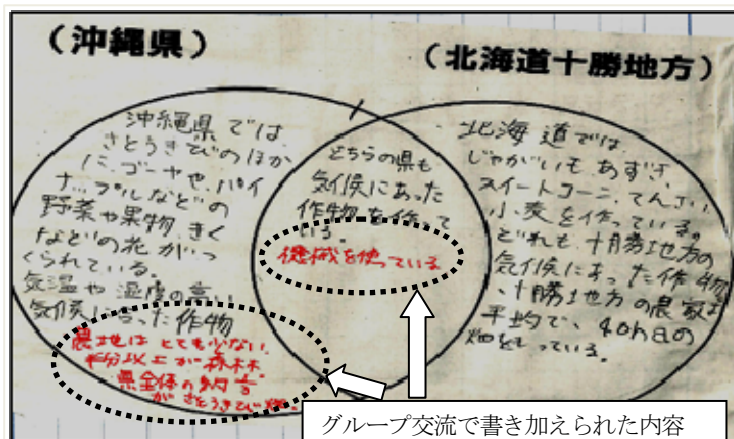 (沖縄県)
(北海道十勝地方)
沖縄県では、
さとうきびのほか
に、ゴーヤや、パイ
ナップルなどの
野菜や果物、きく
などの花がつ
くられている。
気温や湿度の高い
気候に合った作物
農地はとても少ない。
半分以上が森林。
県全体の約
がさとうきび畑。
どちらの県も
気候にあった
作物を作って
いる。
機械を使っている
北海道では、
じゃがいも、あずき、
スイートコーン、てんさい、
小麦を作っている。
どれも、十勝地方の
気候にあった作物
、十勝地方の農家は
平均で、40haの
畑をもっている。
グループ交流で書き加えられた内容